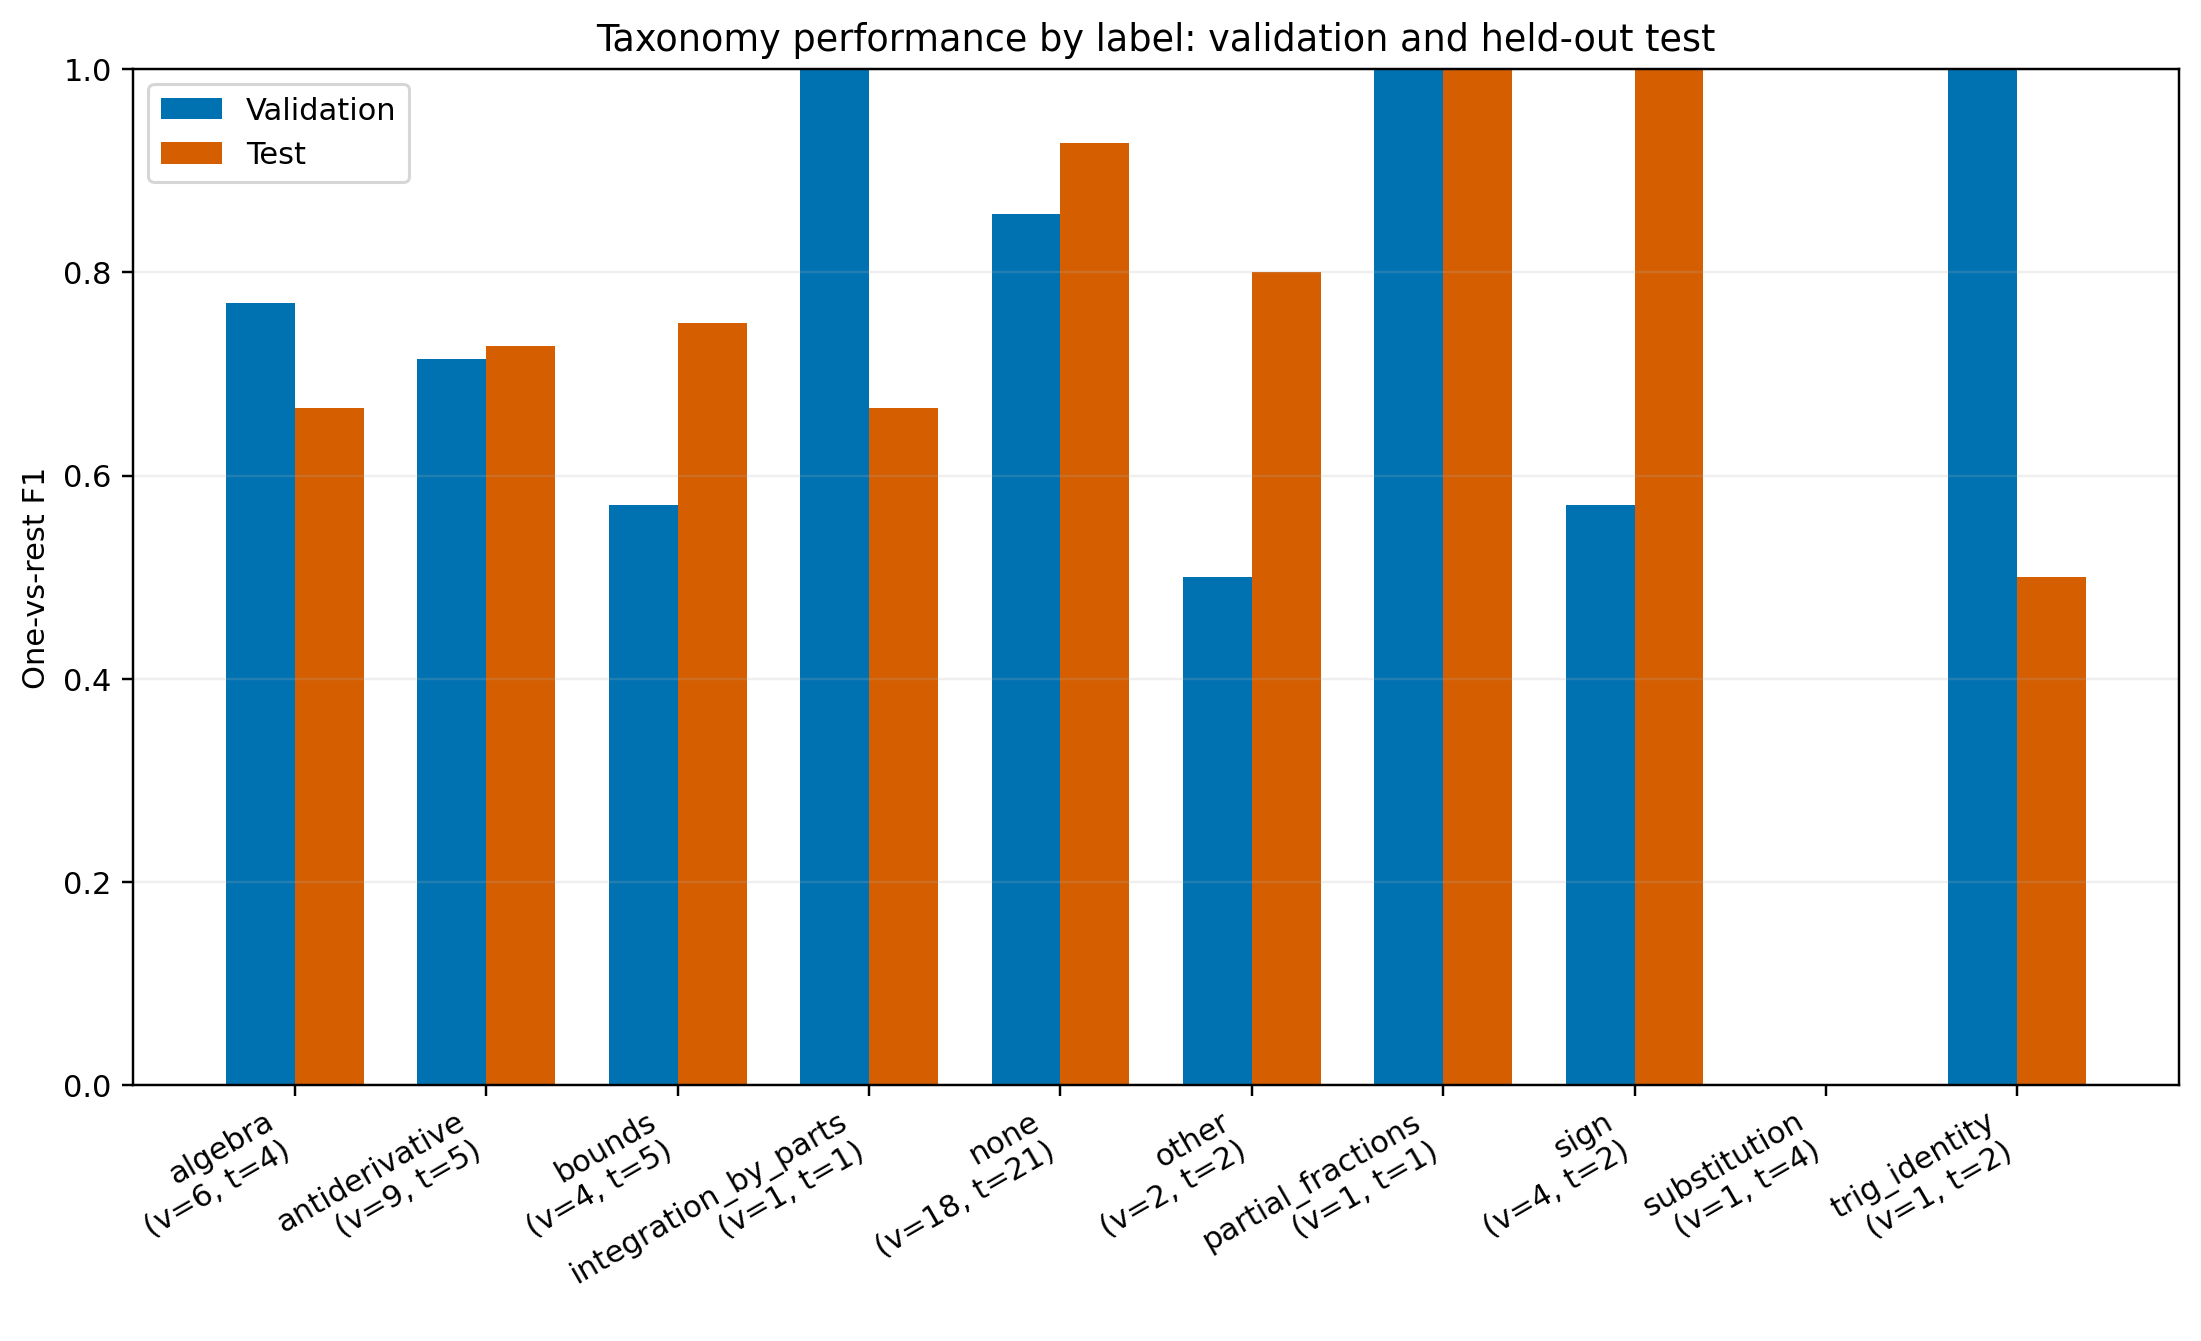 Taxonomy performance by label: validation and held-out test
Validation
Test
One-vs-rest F1
1.0
0.8
0.6
0.4
0.2
0.0
algebra
(v=6, t=4)
antiderivative
(v=9, t=5)
bounds
(v=4, t=5)
integration_by_parts
(v=1, t=1)
none
(v=18, t=21)
other
(v=2, t=2)
partial_fractions
(v=1, t=1)
sign
(v=4, t=2)
substitution
(v=1, t=4)
trig_identity
(v=1, t=2)